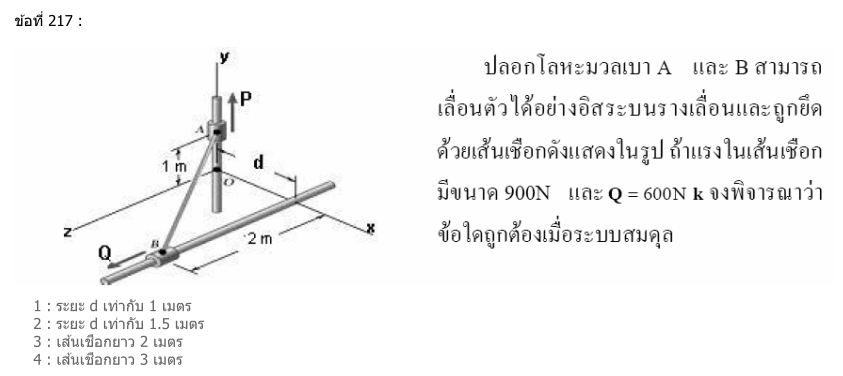 ข้อที่ 217 :
y
P
A
1 m
d
O
z
x
B
Q
2 m
ปลอกโลหะมวลเบา A และ B สามารถ
เลื่อนตัวได้อย่างอิสระบนรางเลื่อนและถูกยึด
ด้วยเส้นเชือกดังแสดงในรูป ถ้าแรงในเส้นเชือก
มีขนาด 900N และ Q = 600N k จงพิจารณาว่า
ข้อใดถูกต้องเมื่อระบบสมดุล
1 : ระยะ d เท่ากับ 1 เมตร
2 : ระยะ d เท่ากับ 1.5 เมตร
3 : เส้นเชือกยาว 2 เมตร
4 : เส้นเชือกยาว 3 เมตร